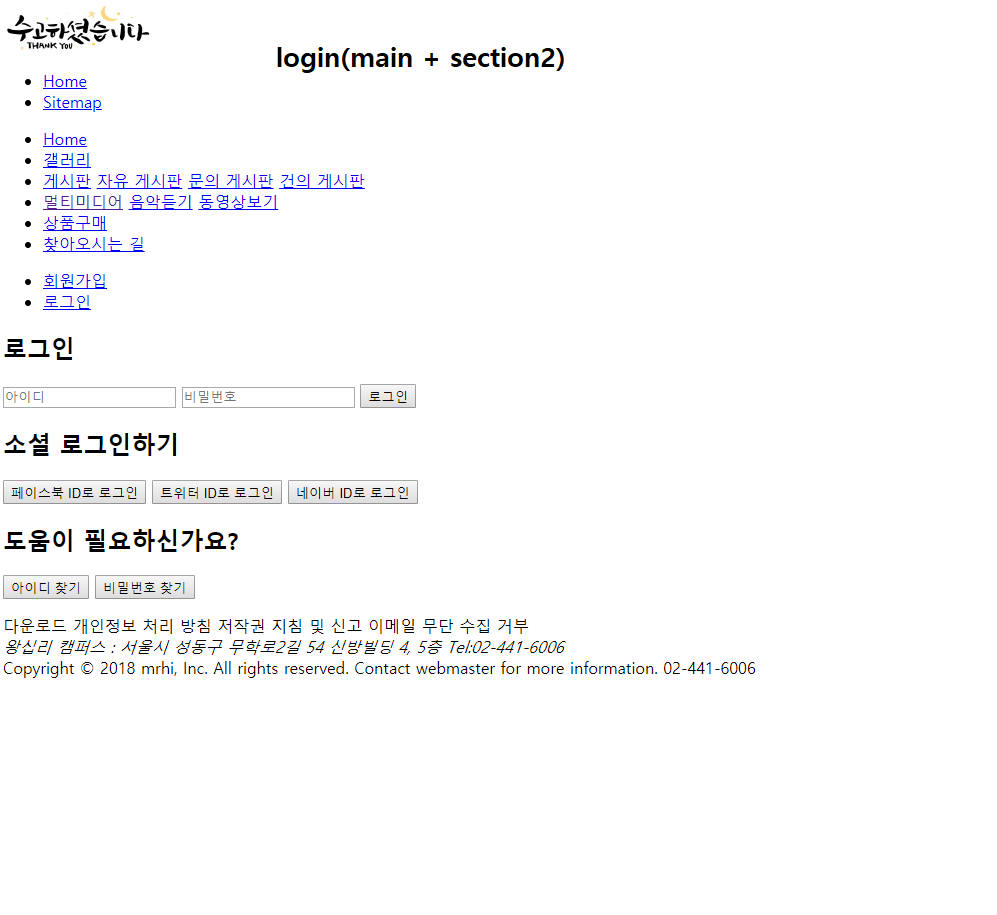 수고하셨습니다
THANK YOU
login(main + section2)
Home
Sitemap
Home
갤러리
게시판 자유 게시판 문의 게시판 건의 게시판
멀티미디어 음악듣기 동영상보기
상품구매
찾아오시는 길
회원가입
로그인
로그인
아이디 비밀번호 로그인
소셜 로그인하기
페이스북 ID로 로그인 트위터 ID로 로그인 네이버 ID로 로그인
도움이 필요하신가요?
아이디 찾기 비밀번호 찾기
다운로드 개인정보 처리 방침 저작권 지침 및 신고 이메일 무단 수집 거부
왕십리 캠퍼스 : 서울시 성동구 무학로2길 54 신방빌딩 4, 5층 Tel:02-441-6006
Copyright © 2018 mrhi, Inc. All rights reserved. Contact webmaster for more information. 02-441-6006